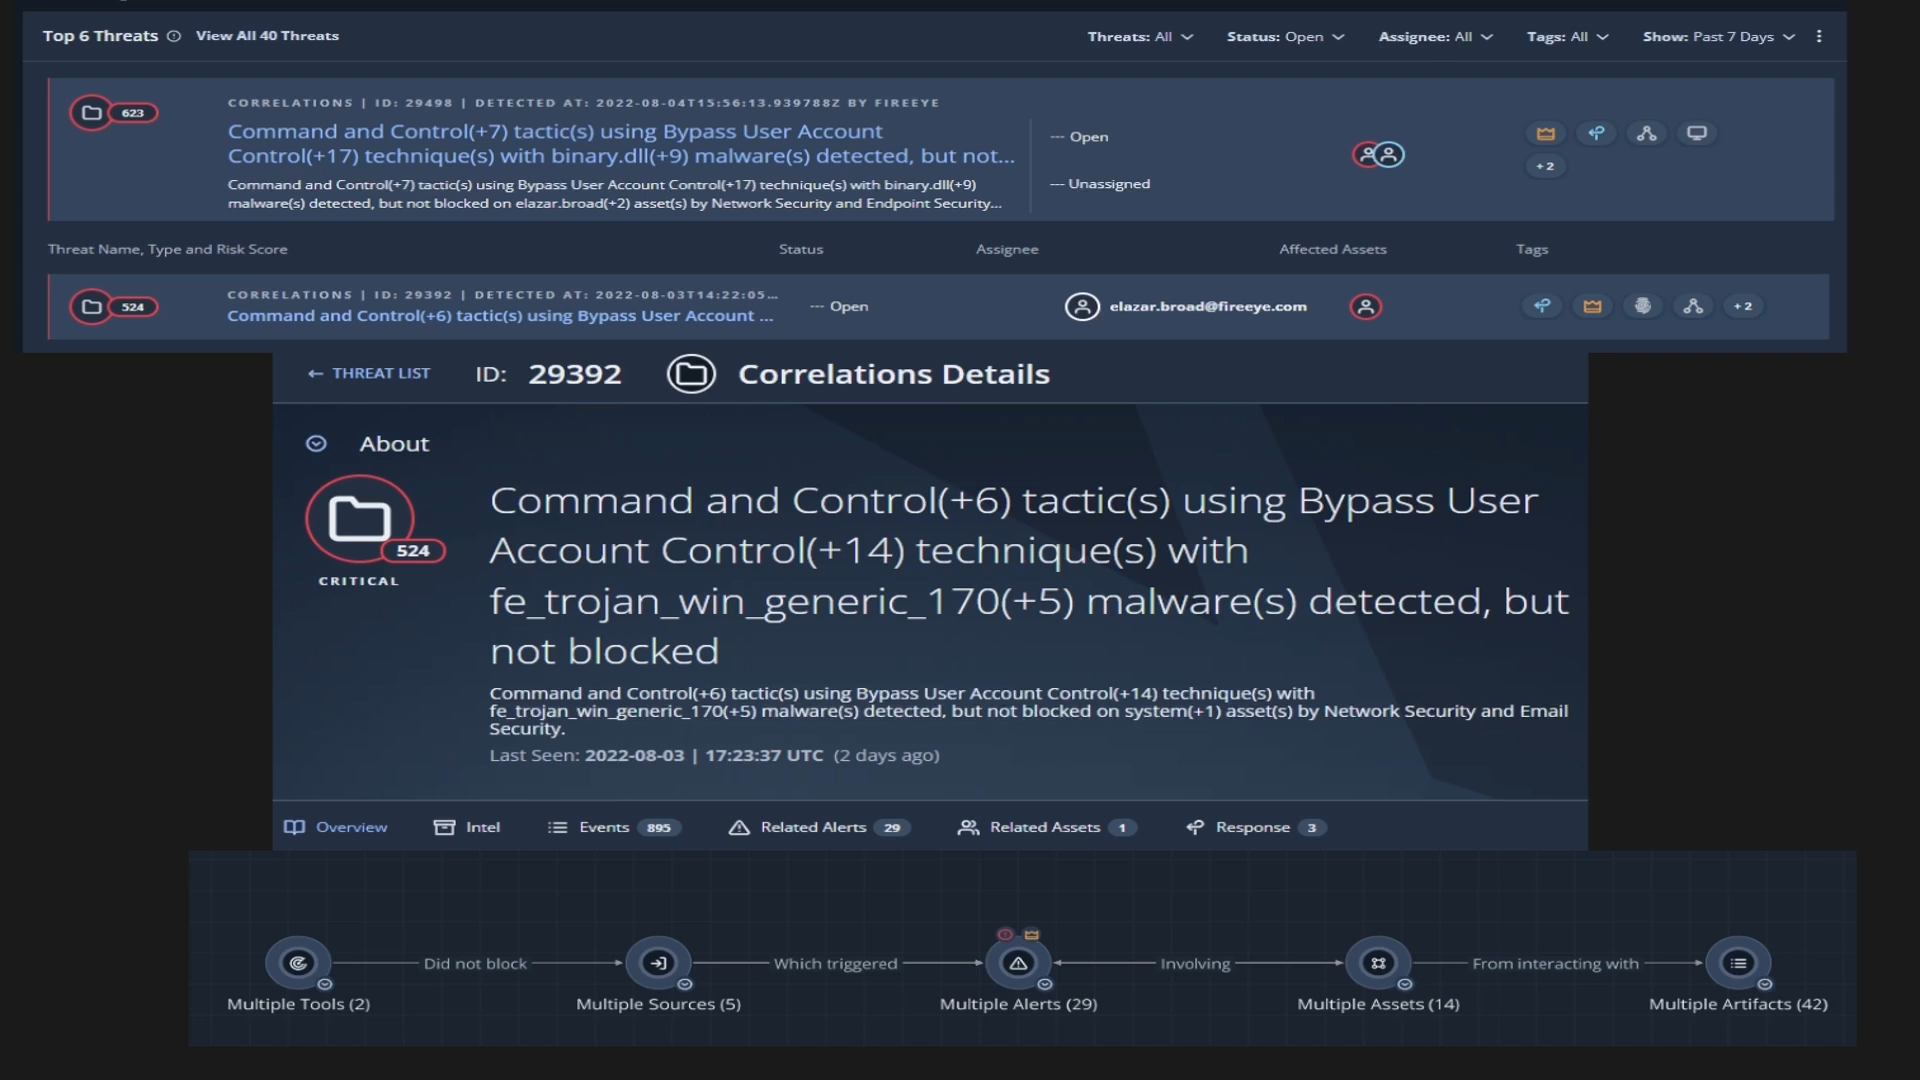 Top 6 Threats View All 40 Threats
Threats: All Status: Open Assignee: All Tags: All Show: Past 7 Days
623
CORRELATIONS | ID: 29498 | DETECTED AT: 2022-08-04T15:56:13.939788Z BY FIREEYE
Command and Control(+7) tactic(s) using Bypass User Account
Control(+17) technique(s) with binary.dll(+9) malware(s) detected, but not...
Command and Control(+7) tactic(s) using Bypass User Account Control(+17) technique(s) with binary.dll(+9)
malware(s) detected, but not blocked on elazar.broad(+2) asset(s) by Network Security and Endpoint Security...
--- Open
--- Unassigned
+2
Threat Name, Type and Risk Score Status Assignee Affected Assets Tags
524
CORRELATIONS | ID: 29392 | DETECTED AT: 2022-08-03T14:22:05...
Command and Control(+6) tactic(s) using Bypass User Account ...
--- Open
elazar.broad@fireeye.com
+2
← THREAT LIST ID: 29392 Correlations Details
About
524
CRITICAL
Command and Control(+6) tactic(s) using Bypass User
Account Control(+14) technique(s) with
fe_trojan_win_generic_170(+5) malware(s) detected, but
not blocked
Command and Control(+6) tactic(s) using Bypass User Account Control(+14) technique(s) with
fe_trojan_win_generic_170(+5) malware(s) detected, but not blocked on system(+1) asset(s) by Network Security and Email
Security.
Last Seen: 2022-08-03 | 17:23:37 UTC (2 days ago)
Overview Intel Events 895 Related Alerts 29 Related Assets 1 Response 3
Did not block Which triggered Involving From interacting with
Multiple Tools (2) Multiple Sources (5) Multiple Alerts (29) Multiple Assets (14) Multiple Artifacts (42)